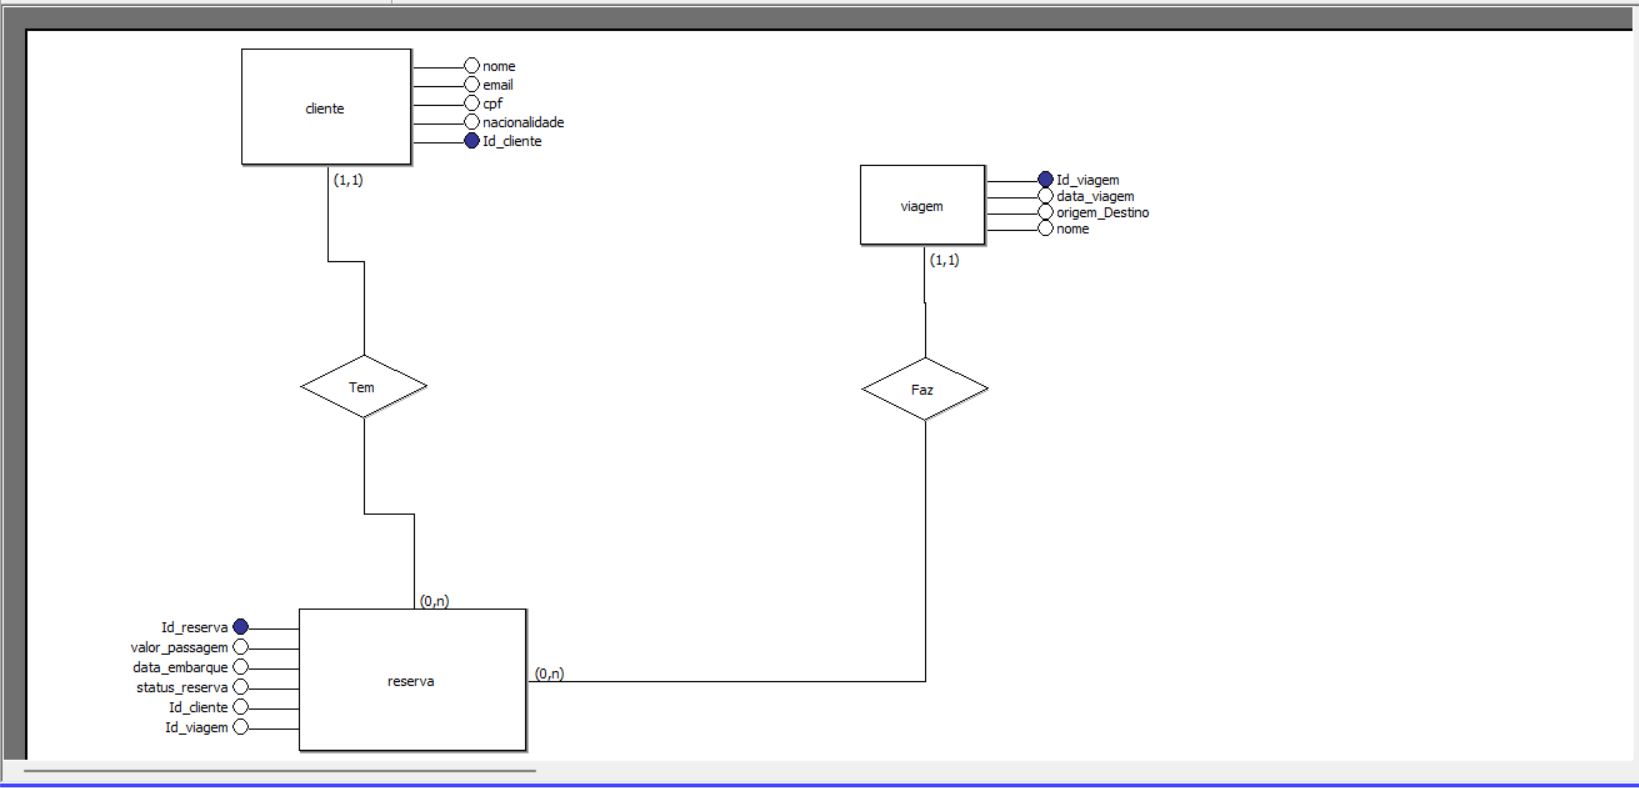 cliente
nome
email
cpf
nacionalidade
Id_cliente
(1,1)
viagem
Id_viagem
data_viagem
origem_Destino
nome
(1,1)
Tem
Faz
(0,n)
Id_reserva
valor_passagem
data_embarque
status_reserva
Id_cliente
Id_viagem
reserva
(0,n)